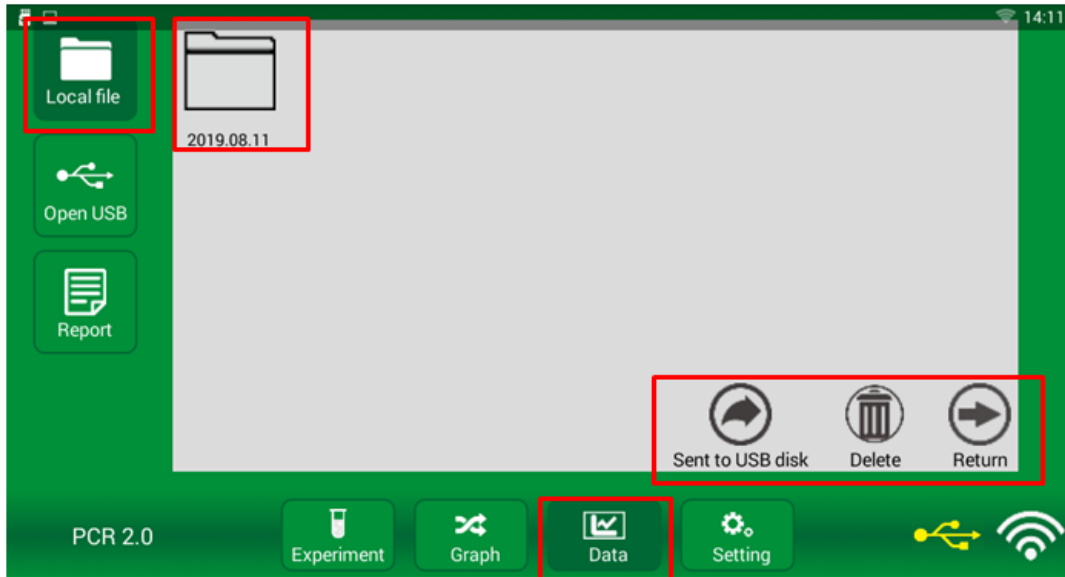 14:11
Local file
2019.08.11
Open USB
Report
Sent to USB disk
Delete
Return
PCR 2.0
Experiment
Graph
Data
Setting